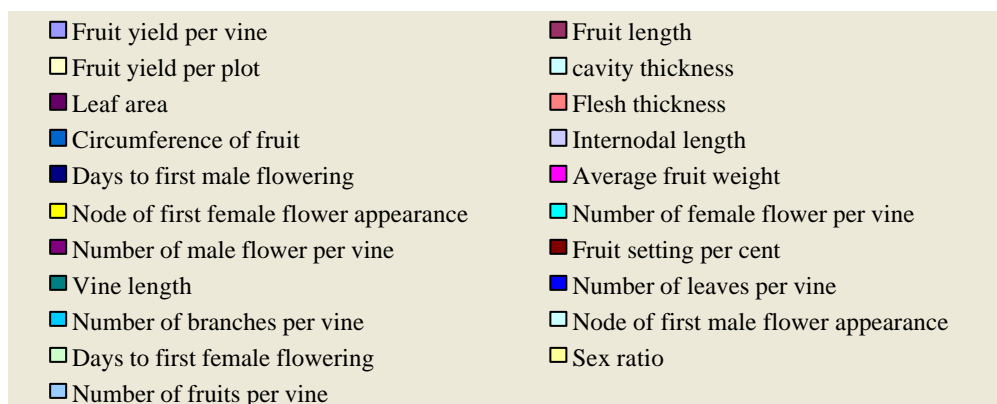 Fruit yield per vine Fruit length
Fruit yield per plot cavity thickness
Leaf area Flesh thickness
Circumference of fruit Internodal length
Days to first male flowering Average fruit weight
Node of first female flower appearance Number of female flower per vine
Number of male flower per vine Fruit setting per cent
Vine length Number of leaves per vine
Number of branches per vine Node of first male flower appearance
Days to first female flowering Sex ratio
Number of fruits per vine